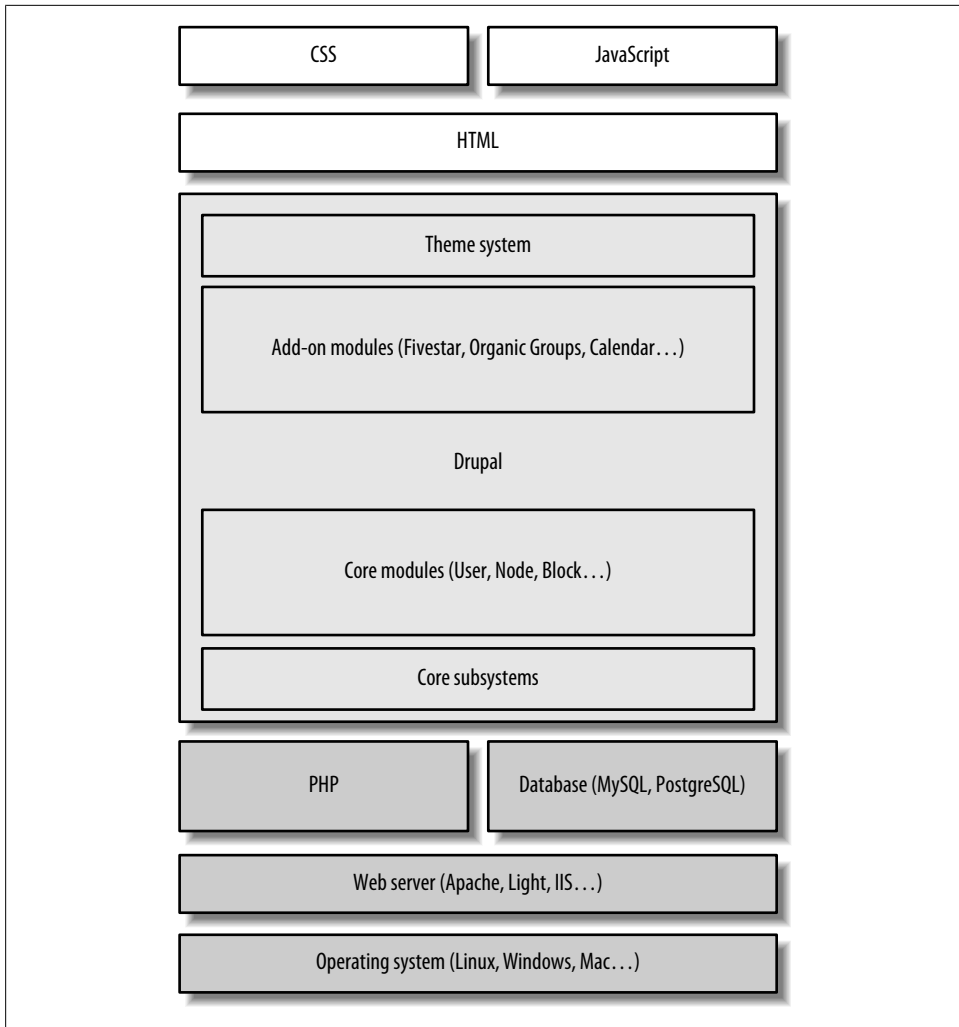 CSS
JavaScript
HTML
Theme system
Add-on modules (Fivestar, Organic Groups, Calendar…)
Drupal
Core modules (User, Node, Block…)
Core subsystems
PHP
Database (MySQL, PostgreSQL)
Web server (Apache, Light, IIS…)
Operating system (Linux, Windows, Mac…)